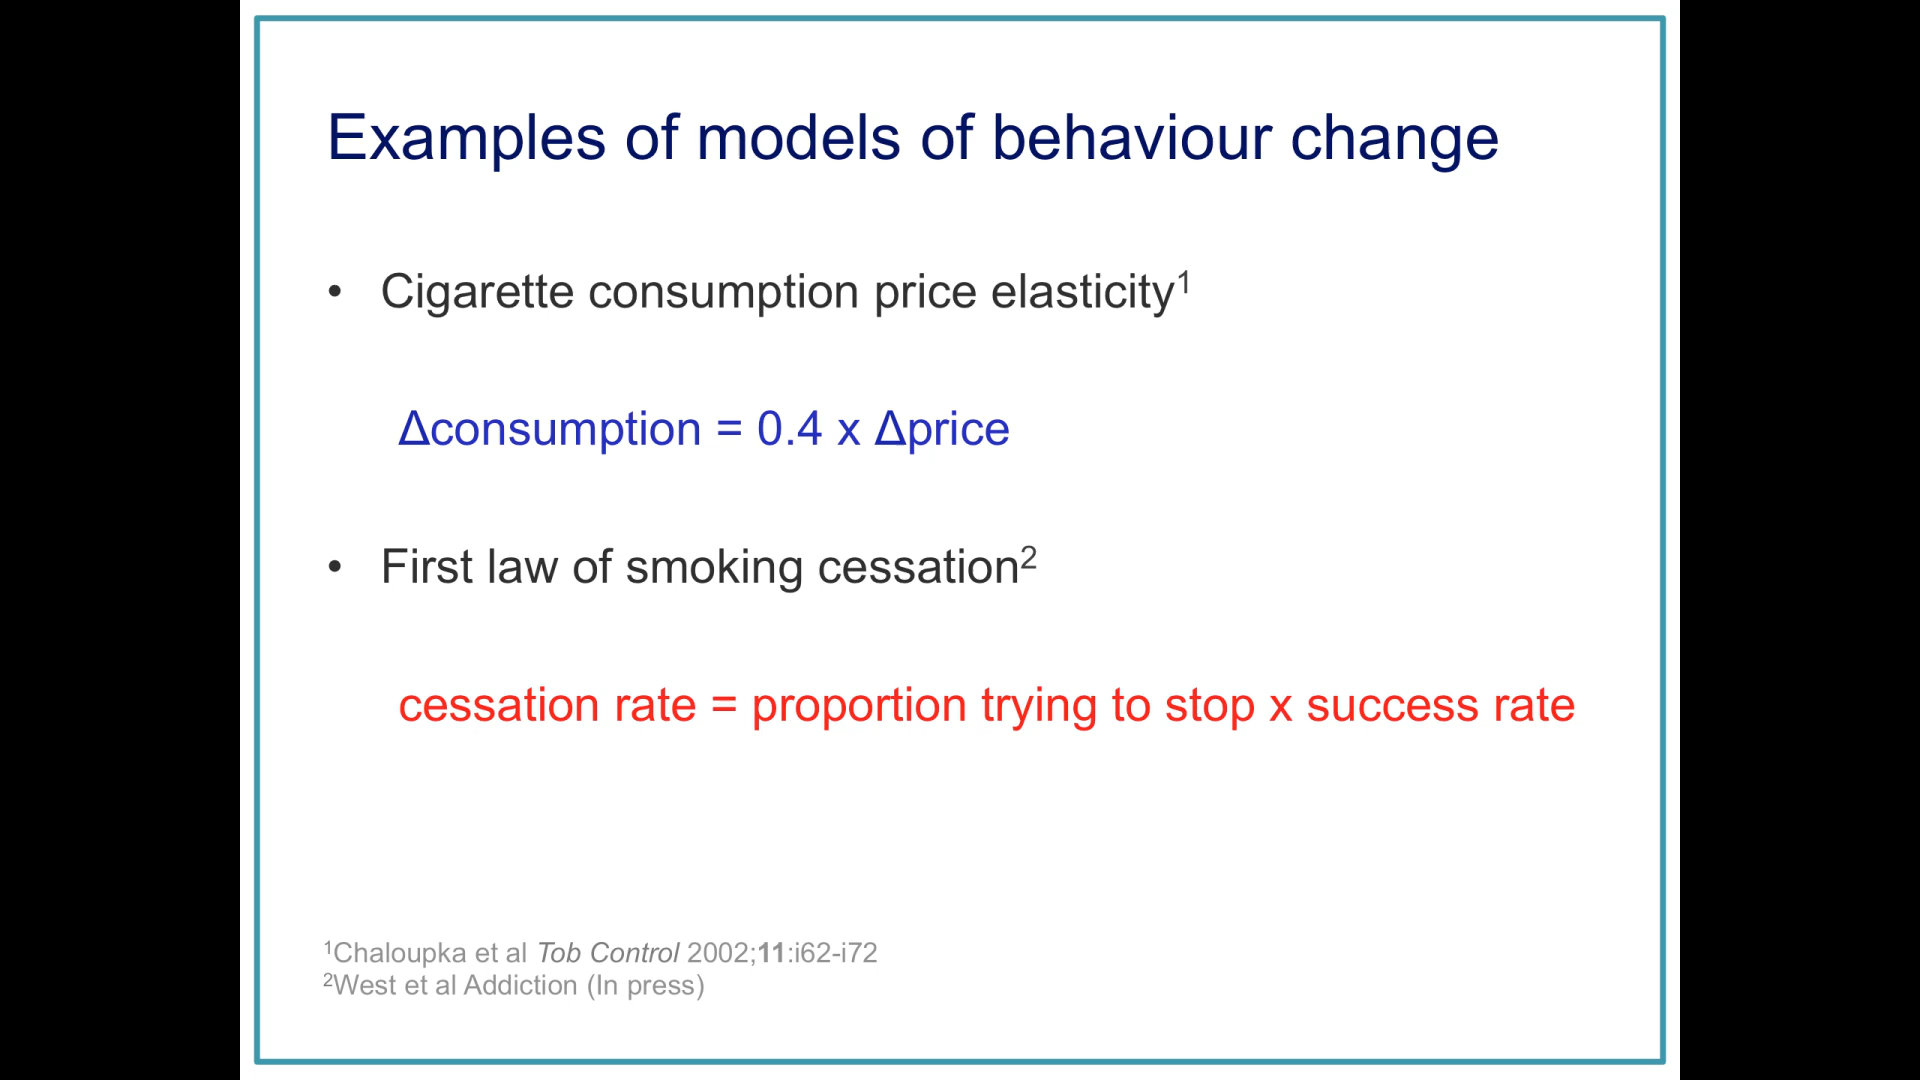 Examples of models of behaviour change
• Cigarette consumption price elasticity¹
Δconsumption = 0.4 x Δprice
• First law of smoking cessation²
cessation rate = proportion trying to stop x success rate
¹Chaloupka et al Tob Control 2002;11:i62-i72
²West et al Addiction (In press)